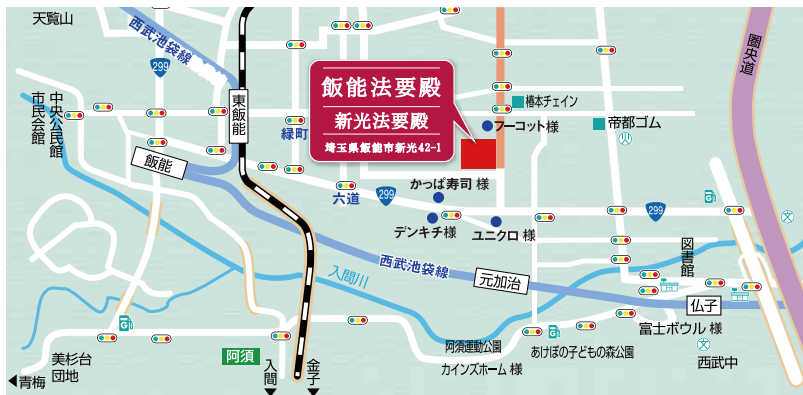 天覧山
西武池袋線
299
圏央道
飯能法要殿
新光法要殿
埼玉県飯能市新光42-1
椿本チェイン
フーコット様
帝都ゴム
中央公民館
市民会館
東飯能
緑町
飯能
六道
299
かっぱ寿司 様
デンキチ様
ユニクロ 様
299
図書館
西武池袋線
入間川
元加治
仏子
富士ボウル 様
西武中
阿須運動公園
カインズホーム 様
あけぼの子どもの森公園
阿須
入間
金子
美杉台
団地
青梅